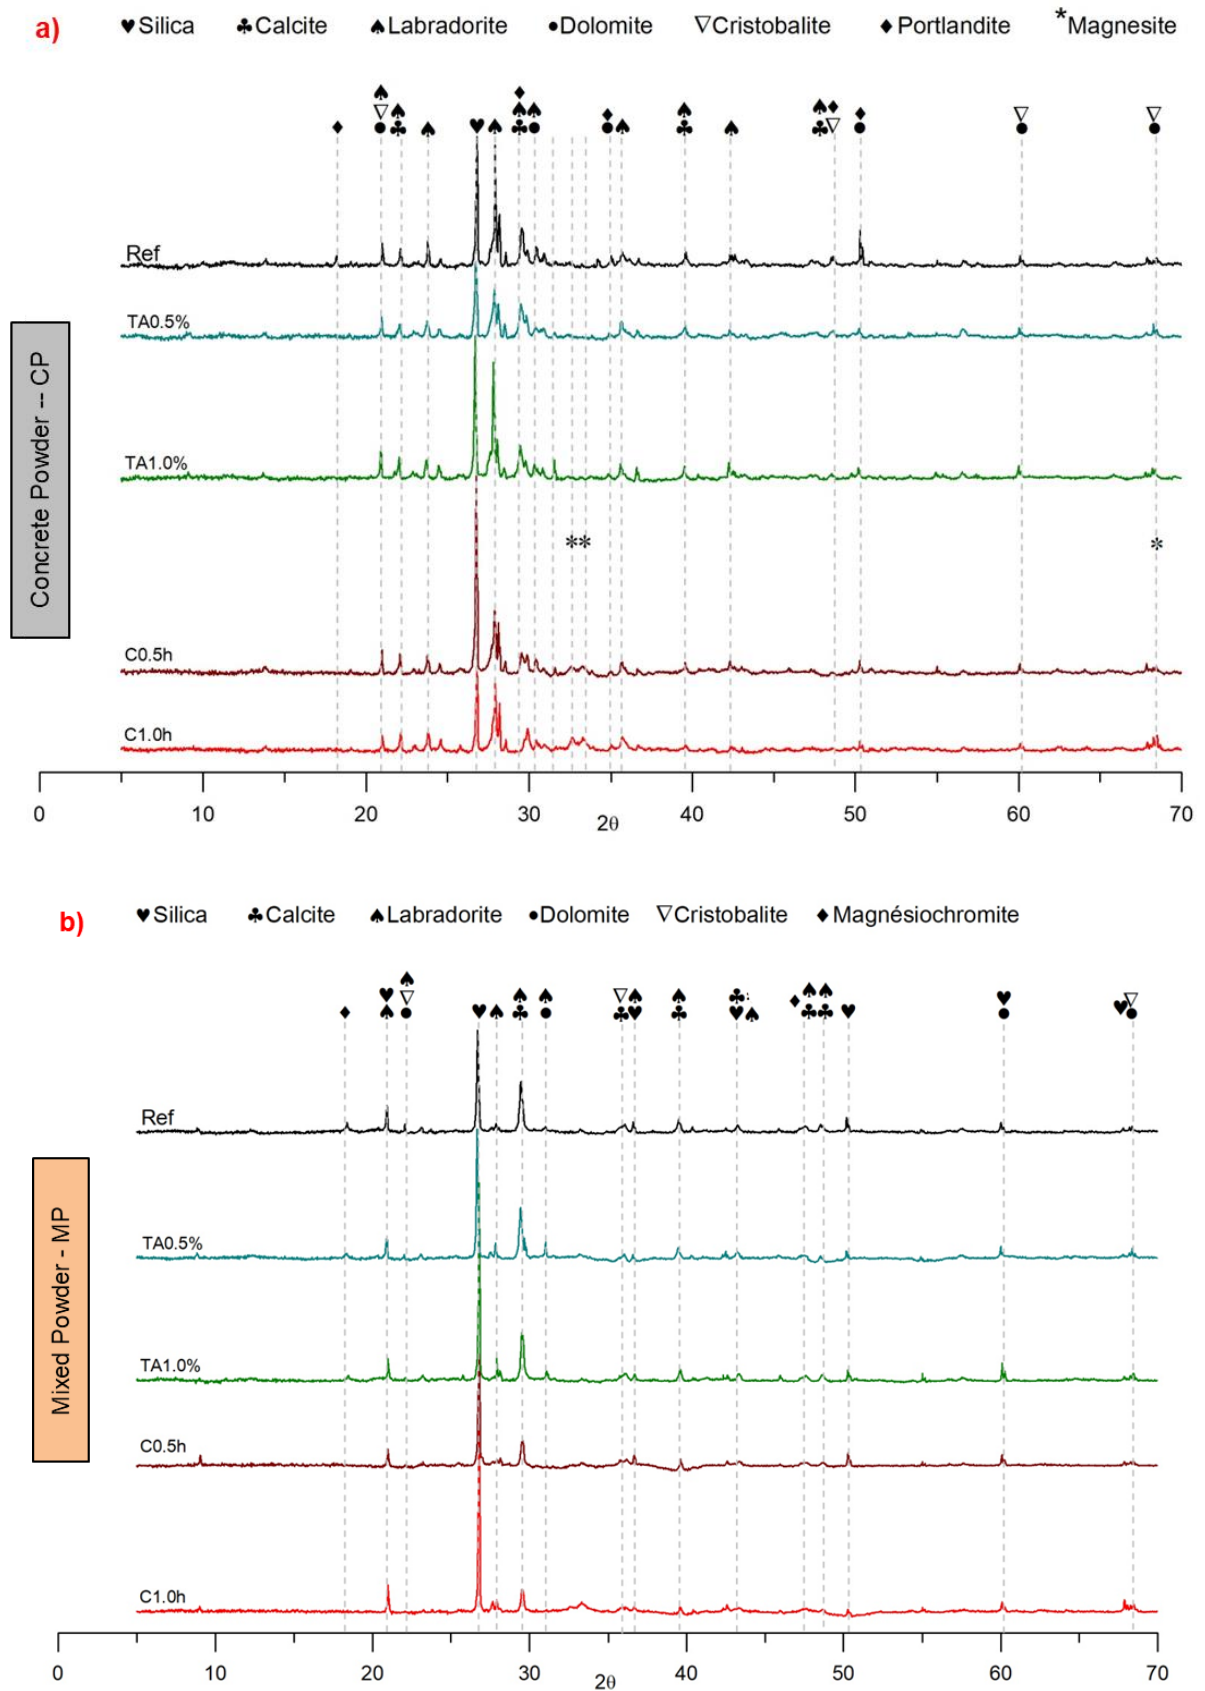 a) ♥Silica ♣Calcite ♠Labradorite ●Dolomite ▽Cristobalite ♦Portlandite *Magnesite
Ref
TA0.5%
TA1.0%
** *
C0.5h
C1.0h
Concrete Powder -- CP
0 10 20 30 40 50 60 70
2θ
b) ♥Silica ♣Calcite ♠Labradorite ●Dolomite ▽Cristobalite ♦Magnésiochromite
Ref
TA0.5%
TA1.0%
C0.5h
C1.0h
Mixed Powder - MP
0 10 20 30 40 50 60 70
2θ